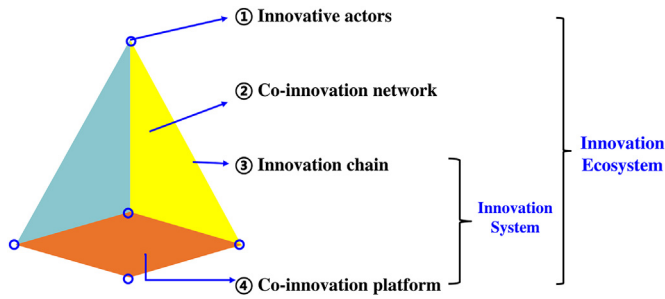 ① Innovative actors
② Co-innovation network
③ Innovation chain
④ Co-innovation platform
Innovation
System
Innovation
Ecosystem